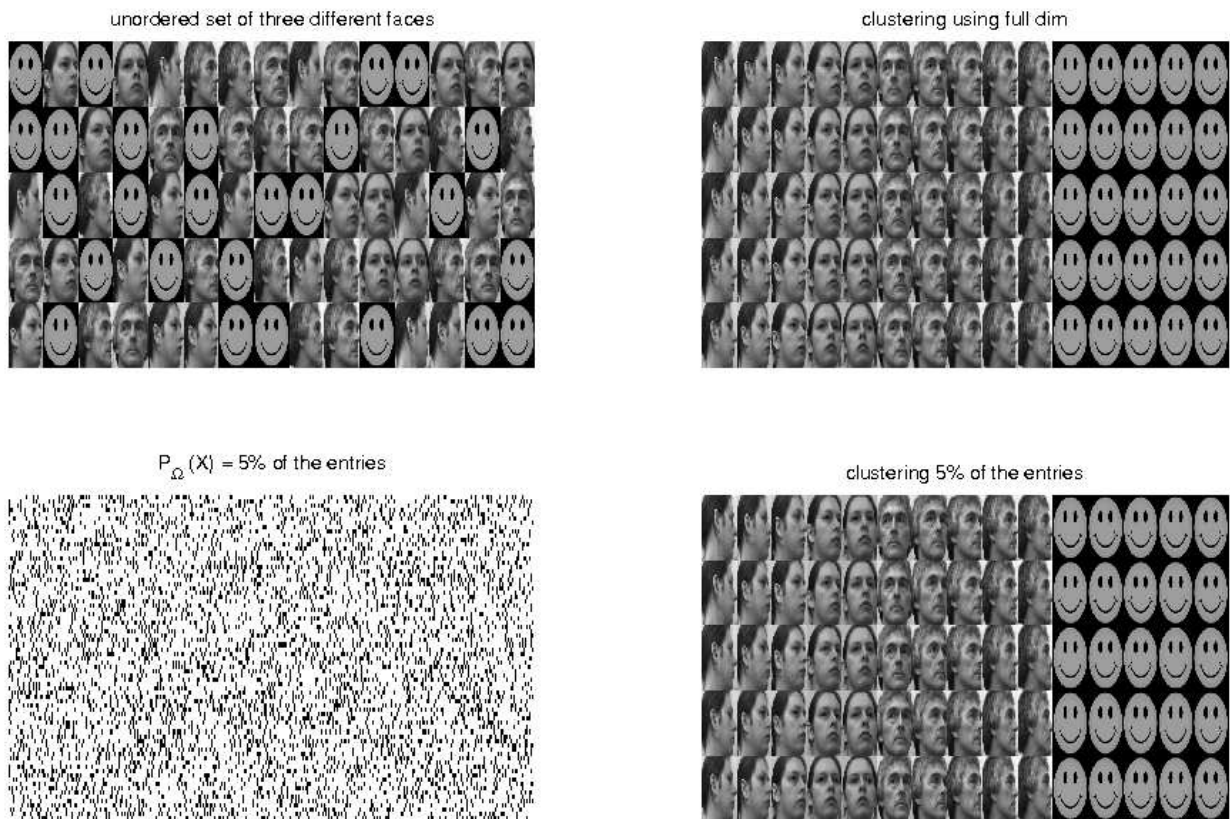 unordered set of three different faces
clustering using full dim
P_Ω (X) = 5% of the entries
clustering 5% of the entries